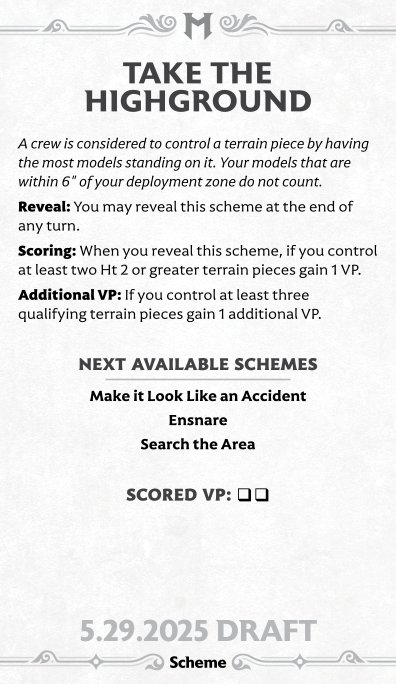 M
TAKE THE
HIGHGROUND
A crew is considered to control a terrain piece by having
the most models standing on it. Your models that are
within 6" of your deployment zone do not count.
Reveal: You may reveal this scheme at the end of
any turn.
Scoring: When you reveal this scheme, if you control
at least two Ht 2 or greater terrain pieces gain 1 VP.
Additional VP: If you control at least three
qualifying terrain pieces gain 1 additional VP.
NEXT AVAILABLE SCHEMES
Make it Look Like an Accident
Ensnare
Search the Area
SCORED VP: ❑❑
5.29.2025 DRAFT
Scheme